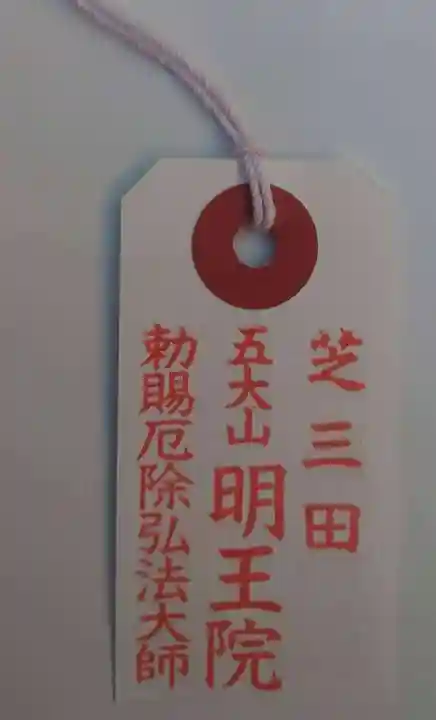 芝三田
五大山明王院
勅賜厄除弘法大師